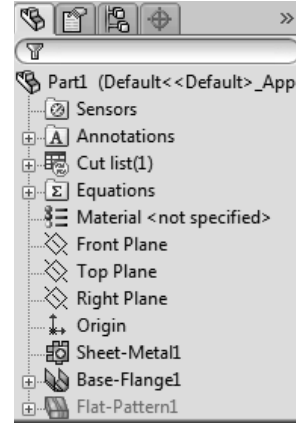 »
Part1 (Default<<Default>_App
Sensors
A Annotations
Cut list(1)
Σ Equations
Material <not specified>
Front Plane
Top Plane
Right Plane
Origin
Sheet-Metal1
Base-Flange1
Flat-Pattern1